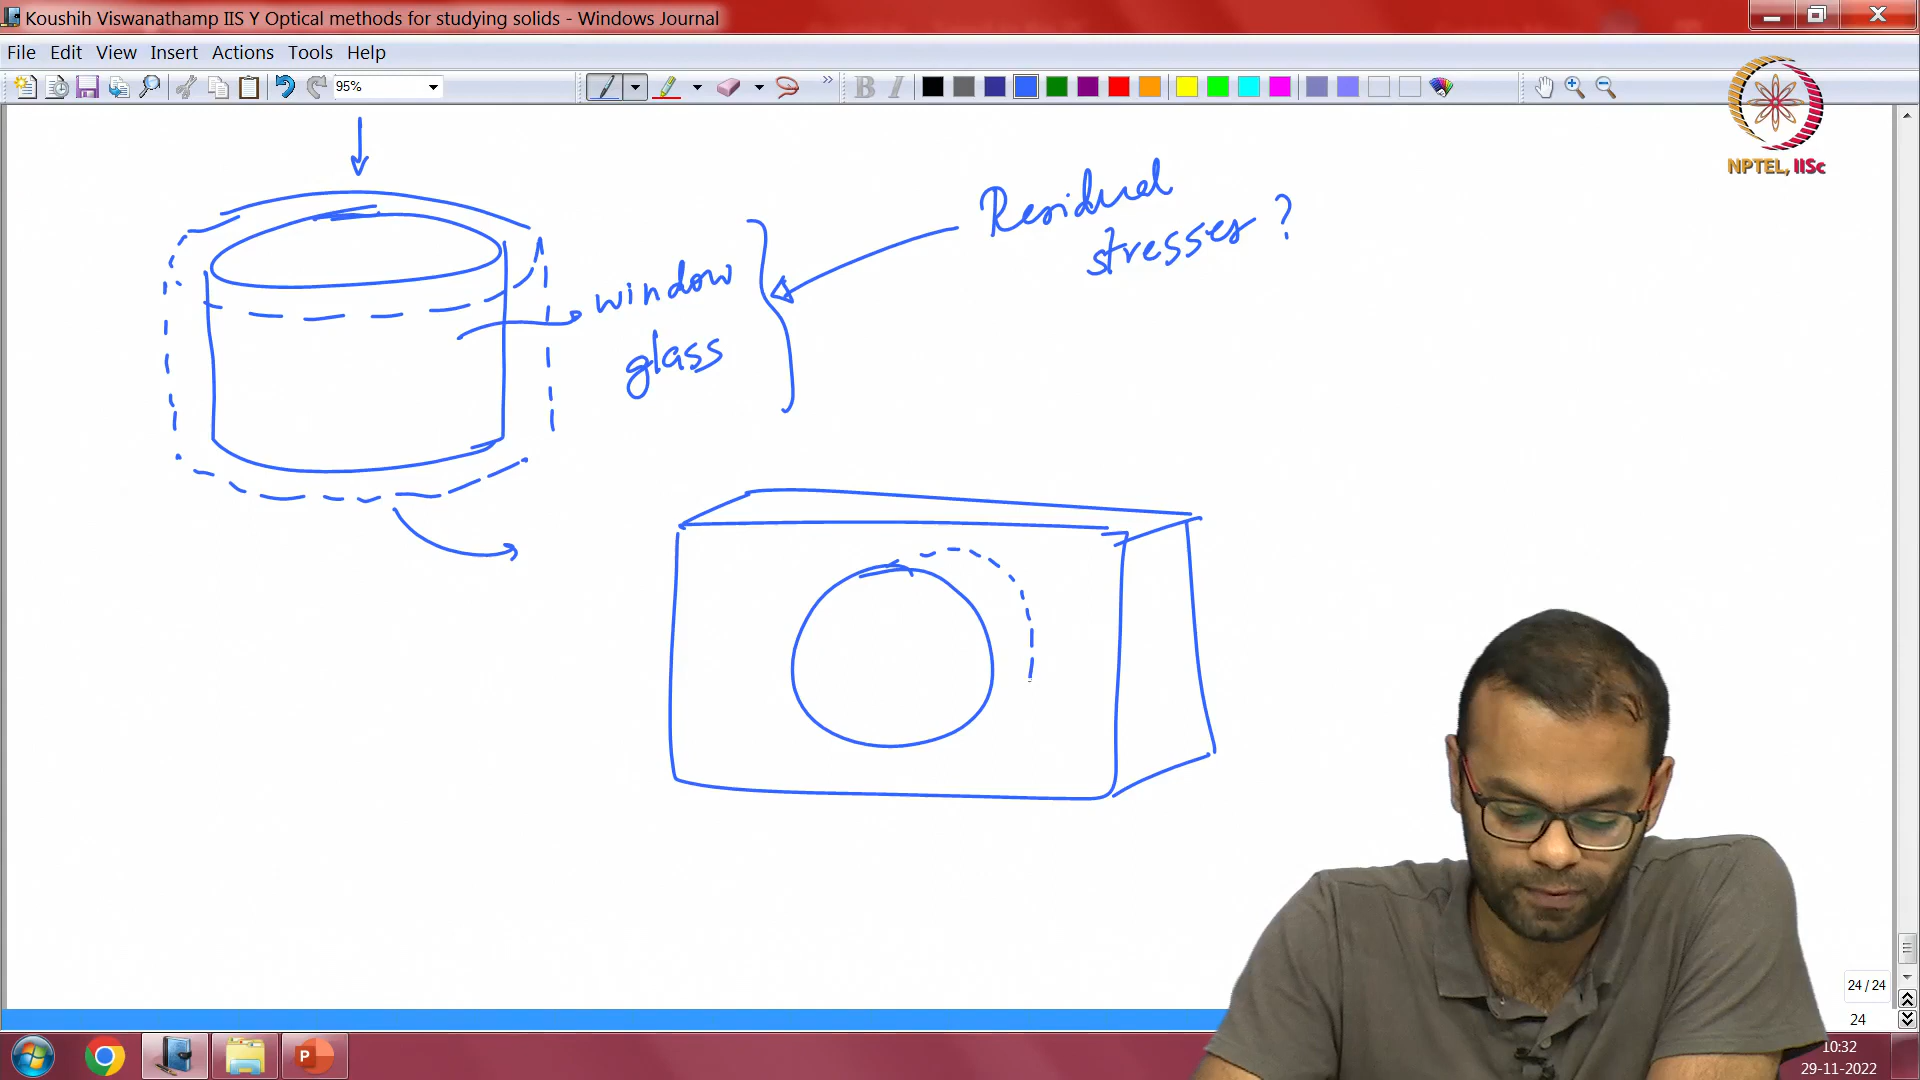 Koushih Viswanathamp IIS Y Optical methods for studying solids - Windows Journal
File Edit View Insert Actions Tools Help
95%
B I
NPTEL, IISc
Residual
stresses ?
window
glass
24 / 24
24
P
10:32
29-11-2022